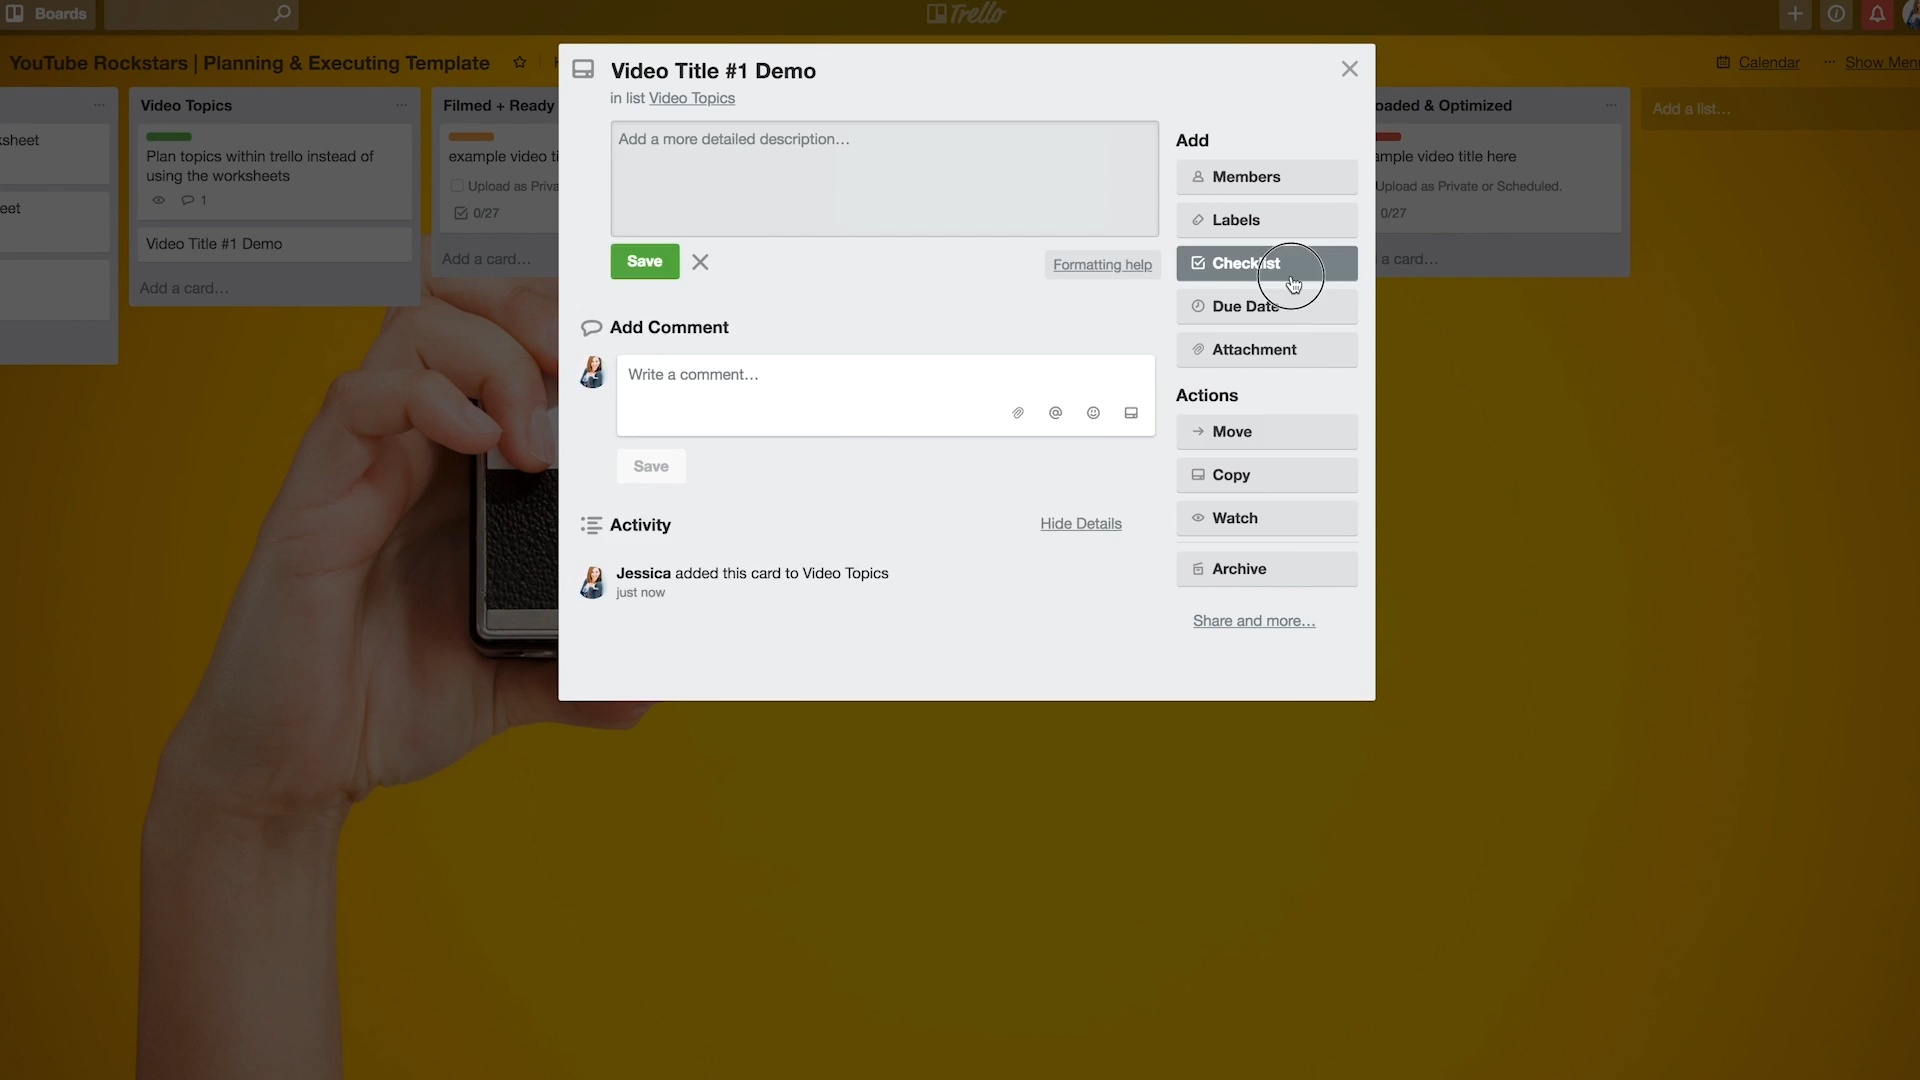 Boards
Trello
YouTube Rockstars | Planning & Executing Template
Calendar
Show Menu
sheet
eet
Video Topics
Plan topics within trello instead of
using the worksheets
1
Video Title #1 Demo
Add a card...
Filmed + Ready
example video ti
Upload as Priva
0/27
Add a card...
Video Title #1 Demo
in list Video Topics
Add a more detailed description...
Save
Formatting help
Add Comment
Write a comment...
Save
Activity
Hide Details
Jessica added this card to Video Topics
just now
Add
Members
Labels
Checklist
Due Date
Attachment
Actions
Move
Copy
Watch
Archive
Share and more...
oaded & Optimized
ample video title here
Upload as Private or Scheduled.
0/27
a card...
Add a list...